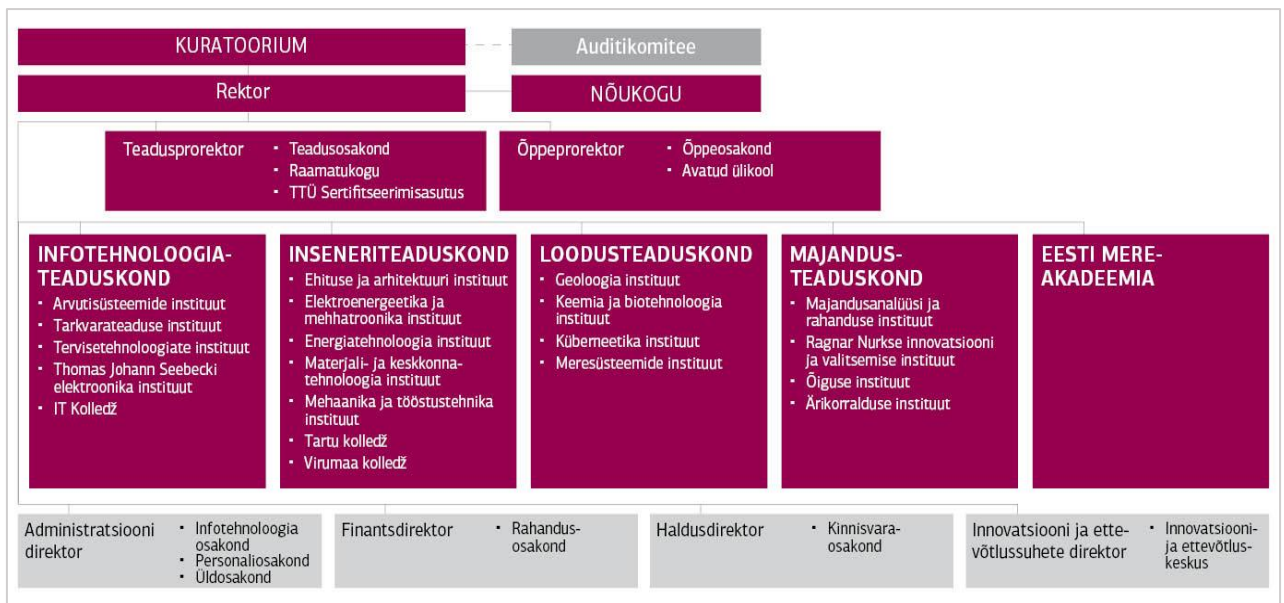 KURATOORIUM
Auditikomitee
Rektor
NÕUKOGU
Teadusprorektor
▪ Teadusosakond
▪ Raamatukogu
▪ TTÜ Sertifitseerimisasutus
Õppeprorektor
▪ Õppeosakond
▪ Avatud ülikool
INFOTEHNOLOOGIA-
TEADUSKOND
▪ Arvutisüsteemide instituut
▪ Tarkvarateaduse instituut
▪ Tervisetehnoloogiate instituut
▪ Thomas Johann Seebecki
elektroonika instituut
▪ IT Kolledž
INSENERITEADUSKOND
▪ Ehituse ja arhitektuuri instituut
▪ Elektroenergeetika ja
mehhatroonika instituut
▪ Energiatehnoloogia instituut
▪ Materjali- ja keskkonna-
tehnoloogia instituut
▪ Mehaanika ja tööstustehnika
instituut
▪ Tartu kolledž
▪ Virumaa kolledž
LOODUSTEADUSKOND
▪ Geoloogia instituut
▪ Keemia ja biotehnoloogia
instituut
▪ Küberneetika instituut
▪ Meresüsteemide instituut
MAJANDUS-
TEADUSKOND
▪ Majandusanalüüsi ja
rahanduse instituut
▪ Ragnar Nurkse innovatsiooni
ja valitsemise instituut
▪ Õiguse instituut
▪ Ärikorralduse instituut
EESTI MERE-
AKADEEMIA
Administratsiooni
direktor
▪ Infotehnoloogia
osakond
▪ Personaliosakond
▪ Üldosakond
Finantsdirektor
▪ Rahandus-
osakond
Haldusdirektor
▪ Kinnisvara-
osakond
Innovatsiooni ja ette-
võtlussuhete direktor
▪ Innovatsiooni-
ja ettevõtlus-
keskus